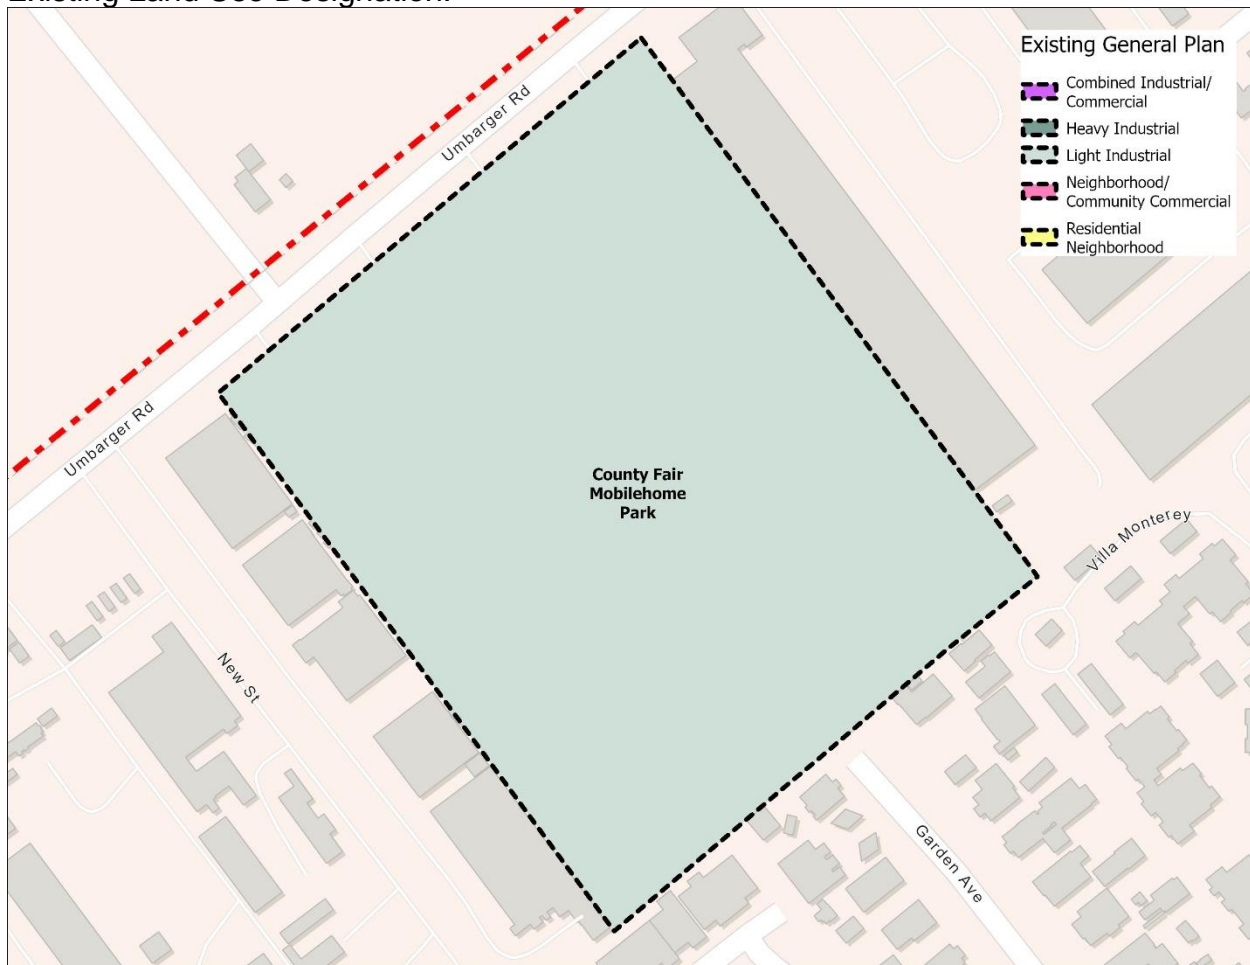 Existing Land Use Designation:
Existing General Plan
Combined Industrial/
Commercial
Heavy Industrial
Light Industrial
Neighborhood/
Community Commercial
Residential
Neighborhood
Umbarger Rd
Umbarger Rd
County Fair
Mobilehome
Park
Villa Monterey
New St
Garden Ave